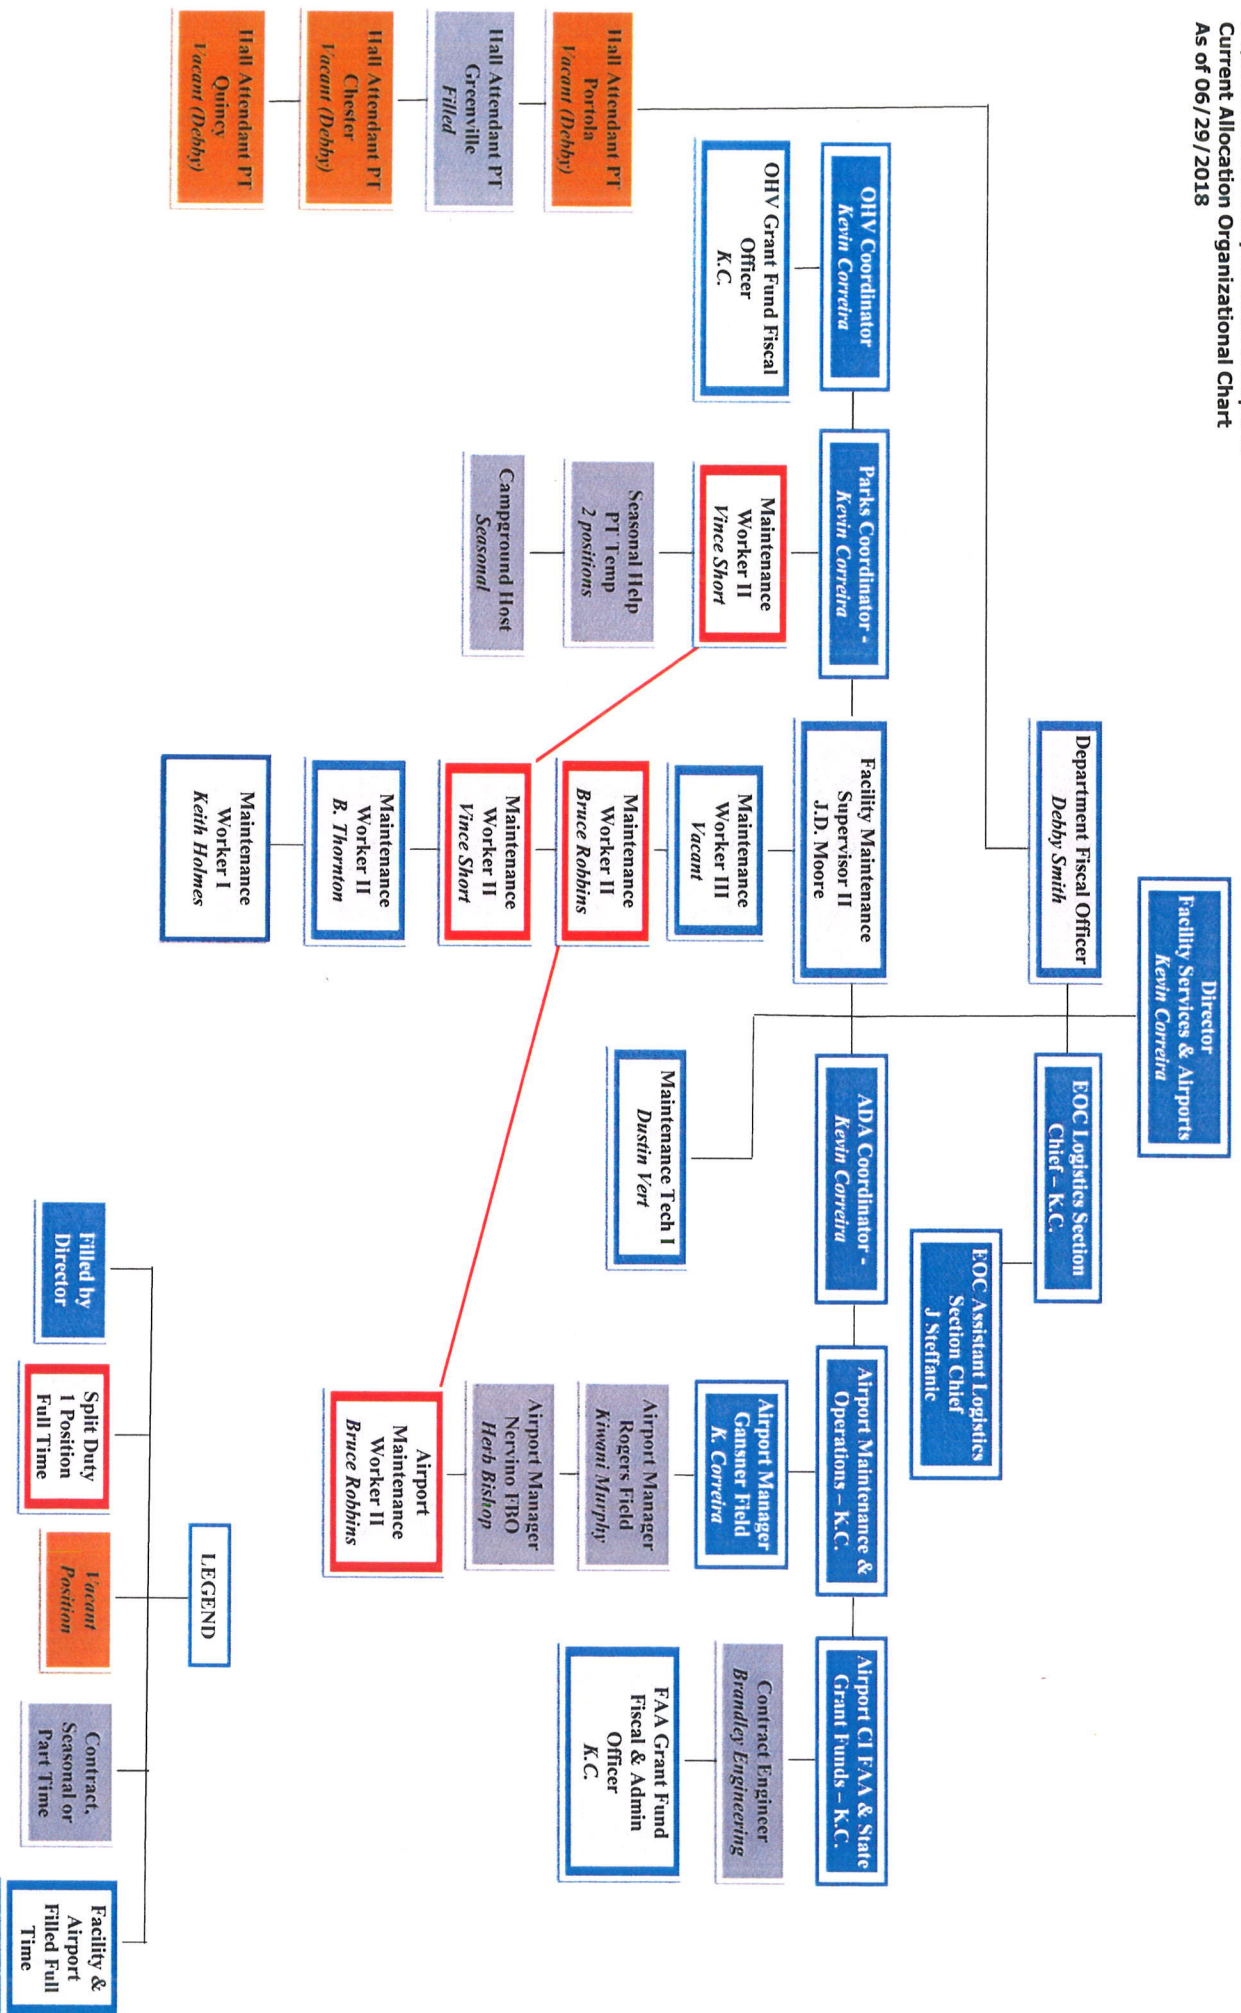 Current Allocation Organizational Chart
As of 06/29/2018
Director
Facility Services & Airports
Kevin Correira
Department Fiscal Officer
Debby Smith
EOC Logistics Section
Chief – K.C.
EOC Assistant Logistics
Section Chief
J Steffanic
OHV Coordinator
Kevin Correira
Parks Coordinator -
Kevin Correira
Facility Maintenance
Supervisor II
J.D. Moore
ADA Coordinator -
Kevin Correira
Airport Maintenance &
Operations – K.C.
Airport CI FAA & State
Grant Funds – K.C.
OHV Grant Fund Fiscal
Officer
K.C.
Maintenance
Worker II
Vince Short
Seasonal Help
PT Temp
2 positions
Campground Host
Seasonal
Maintenance
Worker III
Vacant
Maintenance
Worker II
Bruce Robbins
Maintenance
Worker II
Vince Short
Maintenance
Worker II
B. Thornton
Maintenance
Worker I
Keith Holmes
Maintenance Tech I
Dustin Vert
Airport Manager
Gansner Field
K. Correira
Airport Manager
Rogers Field
Kiwani Murphy
Airport Manager
Nervino FBO
Herb Bishop
Airport
Maintenance
Worker II
Bruce Robbins
Contract Engineer
Brandley Engineering
FAA Grant Fund
Fiscal & Admin
Officer
K.C.
Hall Attendant PT
Portola
Vacant (Debby)
Hall Attendant PT
Greenville
Filled
Hall Attendant PT
Chester
Vacant (Debby)
Hall Attendant PT
Quincy
Vacant (Debby)
LEGEND
Filled by
Director
Split Duty
1 Position
Full Time
Vacant
Position
Contract,
Seasonal or
Part Time
Facility &
Airport
Filled Full
Time